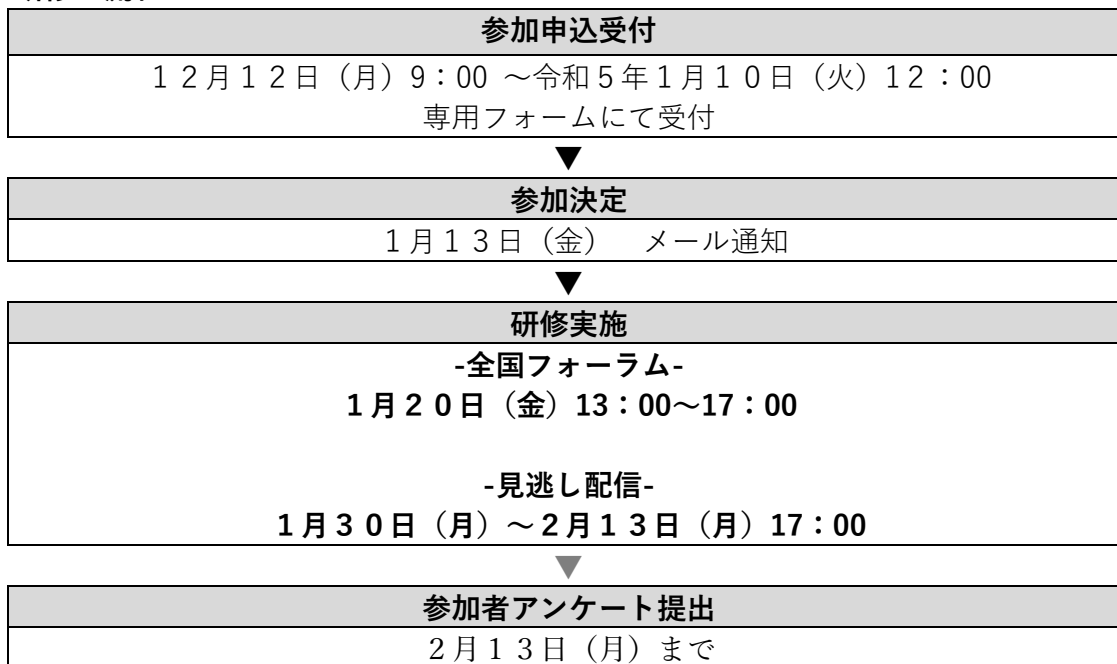 参加申込受付
１２月１２日（月）9：00 ～令和５年１月１０日（火）１２：00
専用フォームにて受付
▼
参加決定
１月１３日（金）　メール通知
▼
研修実施
-全国フォーラム-
１月２０日（金）13：00～17：00
-見逃し配信-
１月３０日（月）～２月１３日（月）17：00
▼
参加者アンケート提出
２月１３日（月）まで